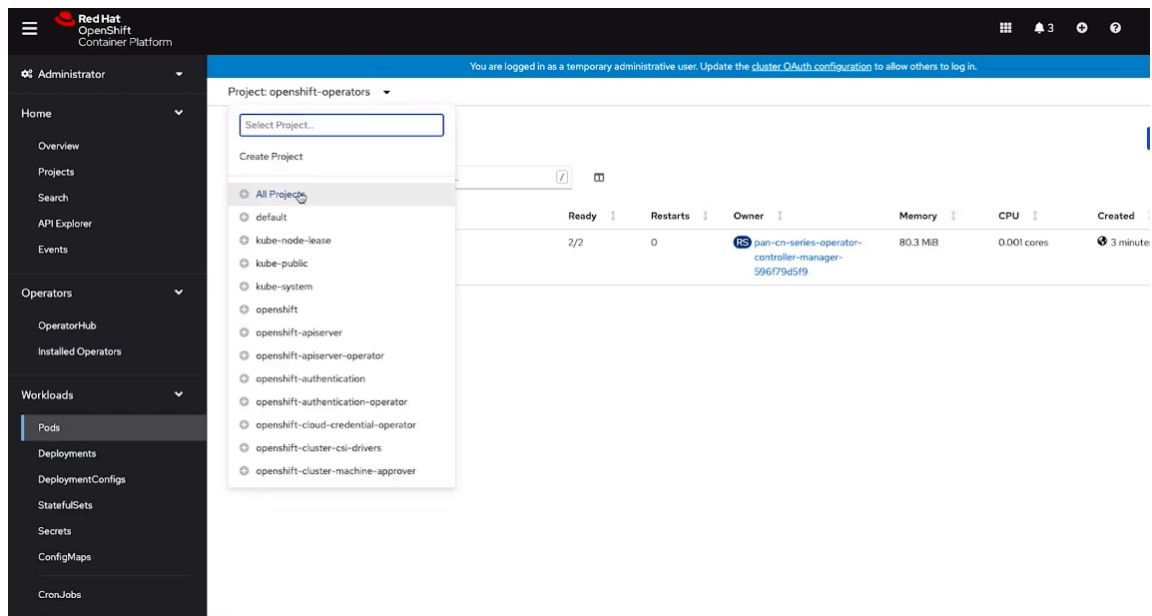 Red Hat
OpenShift
Container Platform
3
Administrator
You are logged in as a temporary administrative user. Update the cluster OAuth configuration to allow others to log in.
Home
Overview
Projects
Search
API Explorer
Events
Operators
OperatorHub
Installed Operators
Workloads
Pods
Deployments
DeploymentConfigs
StatefulSets
Secrets
ConfigMaps
CronJobs
Project: openshift-operators
Select Project...
Create Project
All Projects
default
kube-node-lease
kube-public
kube-system
openshift
openshift-apiserver
openshift-apiserver-operator
openshift-authentication
openshift-authentication-operator
openshift-cloud-credential-operator
openshift-cluster-csi-drivers
openshift-cluster-machine-approver
/
Ready Restarts Owner Memory CPU Created
2/2 0 RS pan-cn-series-operator- 80.3 MiB 0.001 cores 3 minute
controller-manager-
596f79d5f9